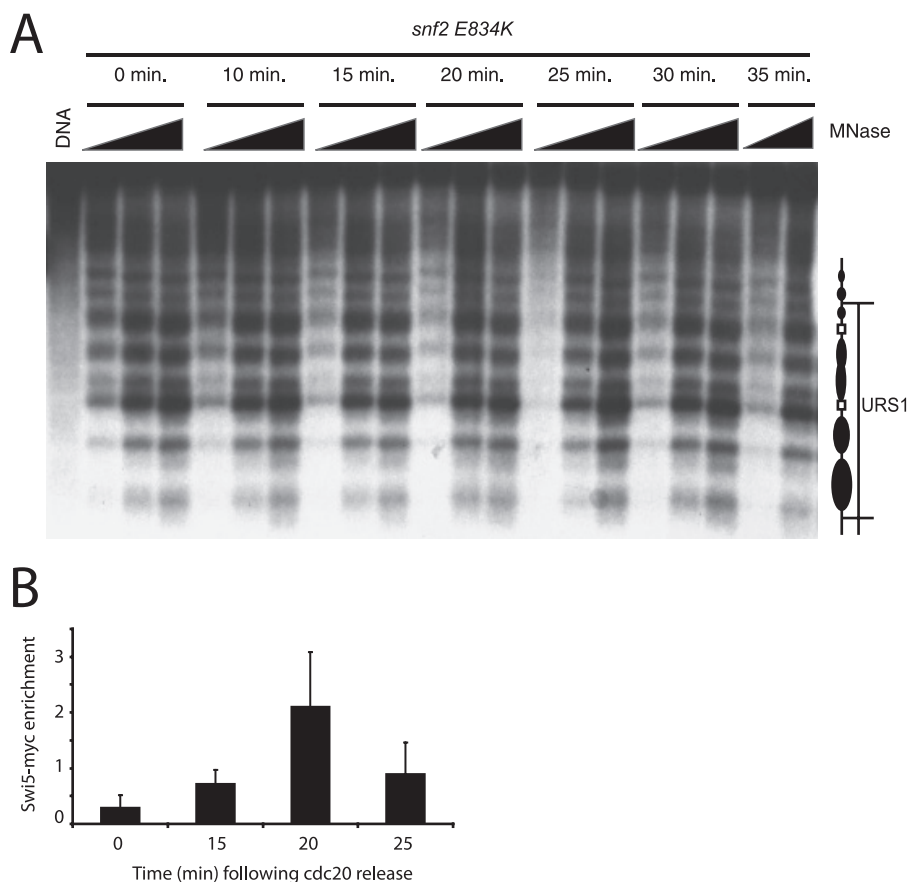 A
snf2 E834K
0 min. 10 min. 15 min. 20 min. 25 min. 30 min. 35 min.
DNA
MNase
URS1
B
Swi5-myc enrichment
3
2
1
0
0 15 20 25
Time (min) following cdc20 release